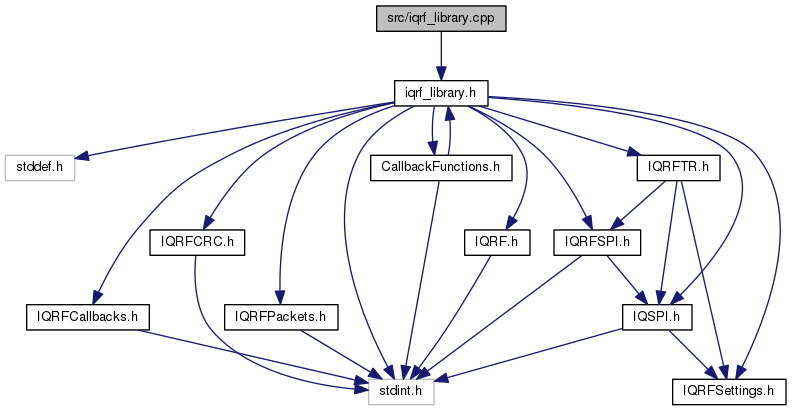 src/iqrf_library.cpp
iqrf_library.h
stddef.h
CallbackFunctions.h
IQRFTR.h
IQRFCRC.h
IQRF.h
IQRFSPI.h
IQRFCallbacks.h
IQRFPackets.h
IQSPI.h
stdint.h
IQRFSettings.h